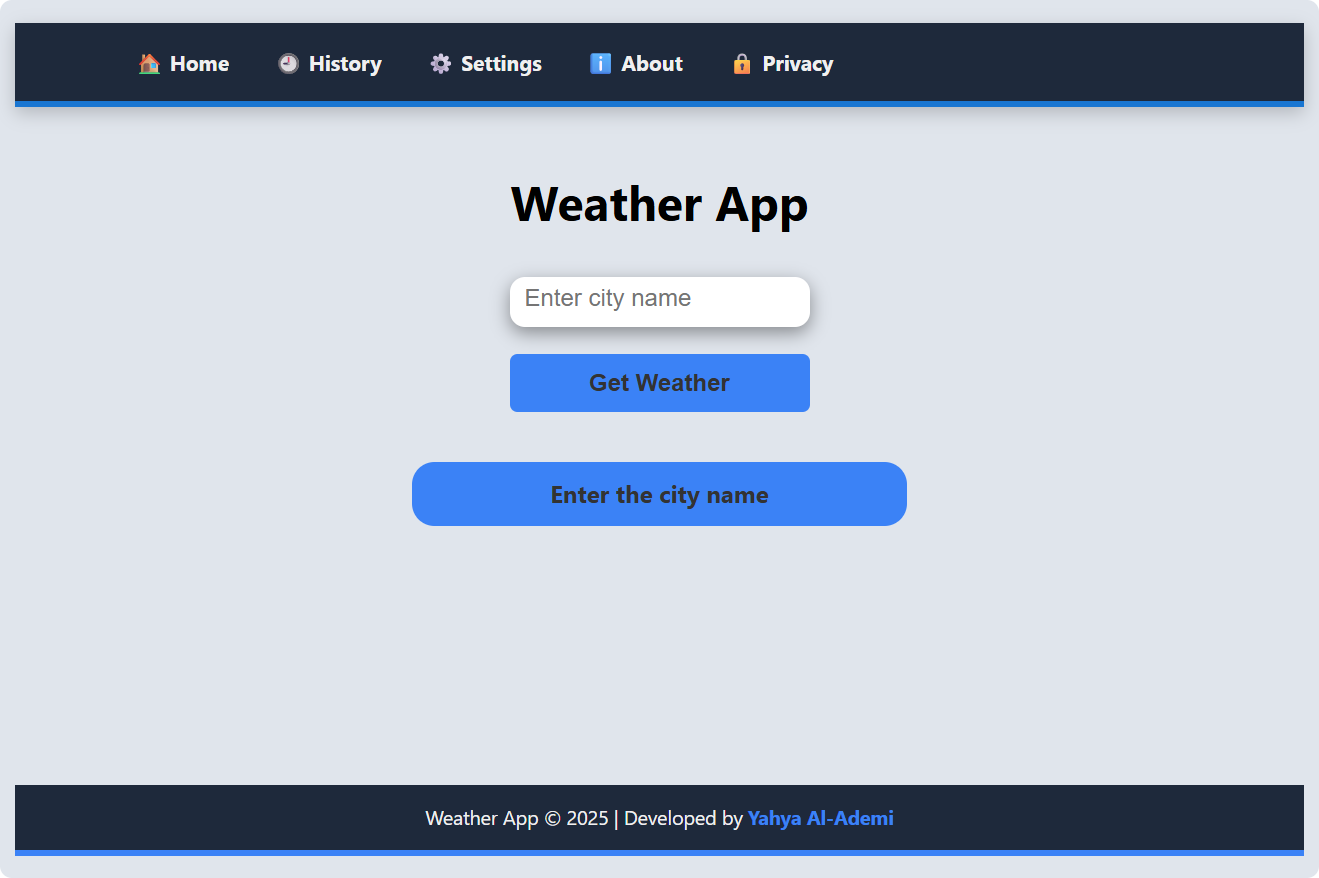 Home History Settings About Privacy
Weather App
Enter city name
Get Weather
Enter the city name
Weather App © 2025 | Developed by Yahya Al-Ademi